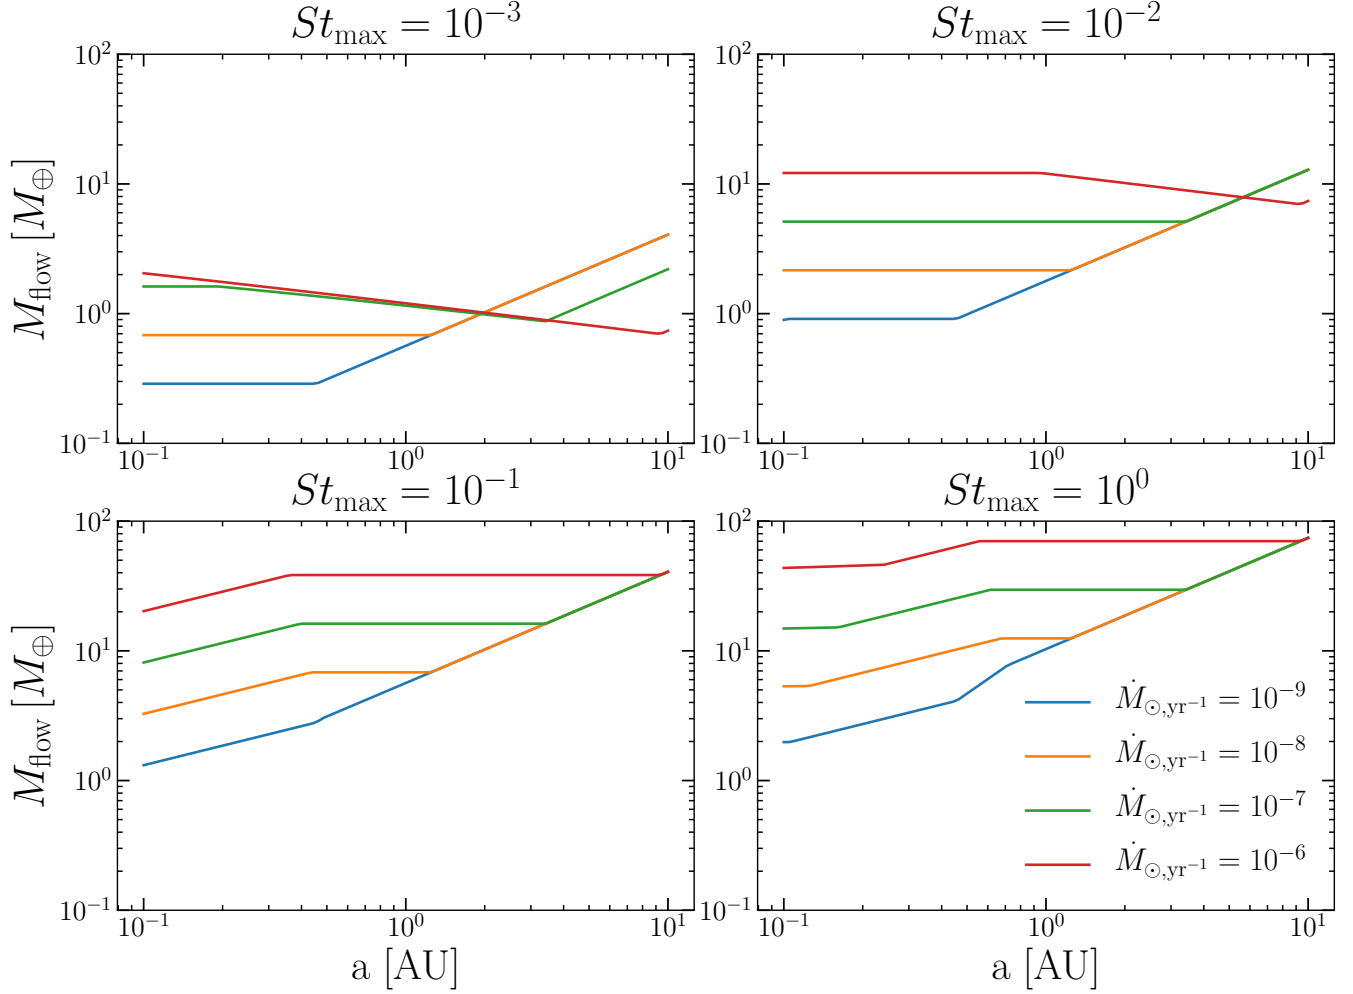 St_max = 10^−3
St_max = 10^−2
10^2
10^1
10^0
10^−1
M_flow [M_⊕]
10^−1 10^0 10^1
10^2
10^1
10^0
10^−1
10^−1 10^0 10^1
St_max = 10^−1
St_max = 10^0
10^2
10^1
10^0
10^−1
M_flow [M_⊕]
10^−1 10^0 10^1
a [AU]
10^2
10^1
10^0
10^−1
Ṁ_⊙,yr^−1 = 10^−9
Ṁ_⊙,yr^−1 = 10^−8
Ṁ_⊙,yr^−1 = 10^−7
Ṁ_⊙,yr^−1 = 10^−6
10^−1 10^0 10^1
a [AU]